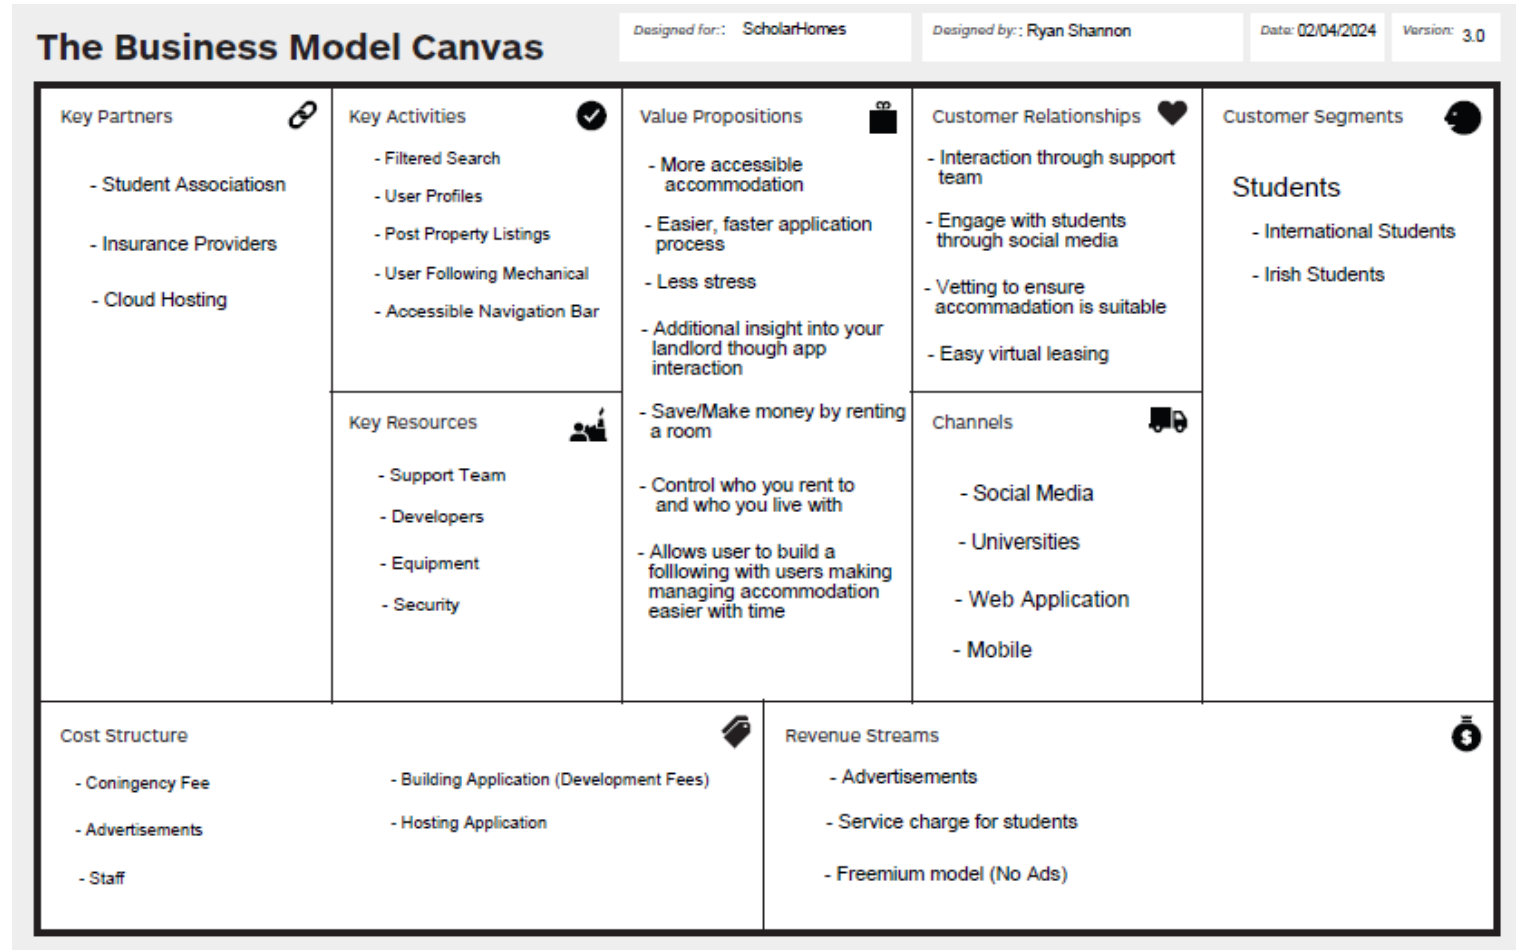 The Business Model Canvas
Designed for:: ScholarHomes
Designed by:: Ryan Shannon
Date: 02/04/2024
Version: 3.0
Key Partners
- Student Associatiosn
- Insurance Providers
- Cloud Hosting
Key Activities
- Filtered Search
- User Profiles
- Post Property Listings
- User Following Mechanical
- Accessible Navigation Bar
Key Resources
- Support Team
- Developers
- Equipment
- Security
Value Propositions
- More accessible
accommodation
- Easier, faster application
process
- Less stress
- Additional insight into your
landlord though app
interaction
- Save/Make money by renting
a room
- Control who you rent to
and who you live with
- Allows user to build a
folllowing with users making
managing accommodation
easier with time
Customer Relationships
- Interaction through support
team
- Engage with students
through social media
- Vetting to ensure
accommadation is suitable
- Easy virtual leasing
Channels
- Social Media
- Universities
- Web Application
- Mobile
Customer Segments
Students
- International Students
- Irish Students
Cost Structure
- Coningency Fee
- Advertisements
- Staff
- Building Application (Development Fees)
- Hosting Application
Revenue Streams
- Advertisements
- Service charge for students
- Freemium model (No Ads)